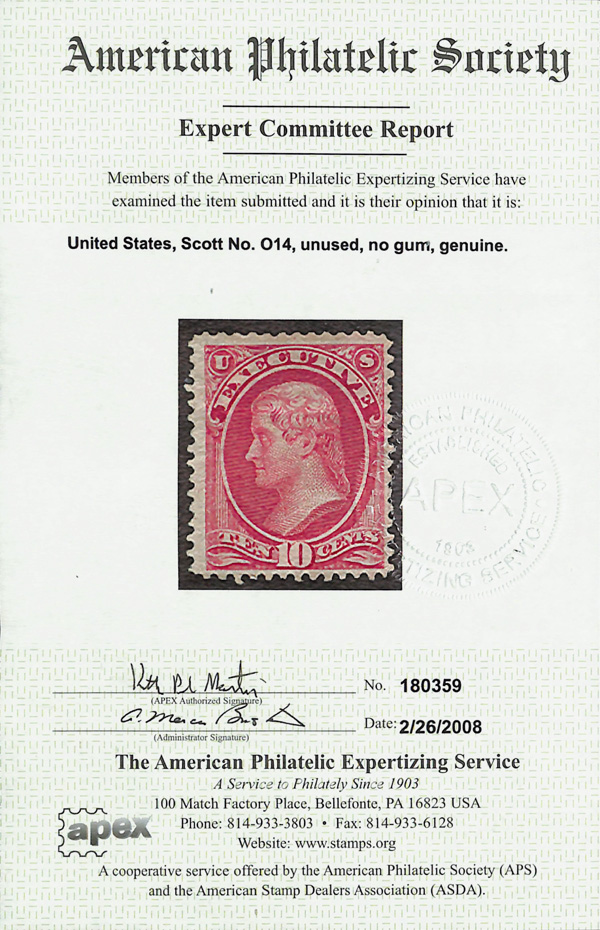 American Philatelic Society
Expert Committee Report
Members of the American Philatelic Expertizing Service have
examined the item submitted and it is their opinion that it is:
United States, Scott No. O14, unused, no gum, genuine.
U S
EXECUTIVE
TEN 10 CENTS
AMERICAN PHILATELIC
ESTABLISHED
APEX
1903
EXPERTIZING SERVICE
No. 180359
(APEX Authorized Signature)
Date: 2/26/2008
(Administrator Signature)
The American Philatelic Expertizing Service
A Service to Philately Since 1903
100 Match Factory Place, Bellefonte, PA 16823 USA
apex
Phone: 814-933-3803 • Fax: 814-933-6128
Website: www.stamps.org
A cooperative service offered by the American Philatelic Society (APS)
and the American Stamp Dealers Association (ASDA).